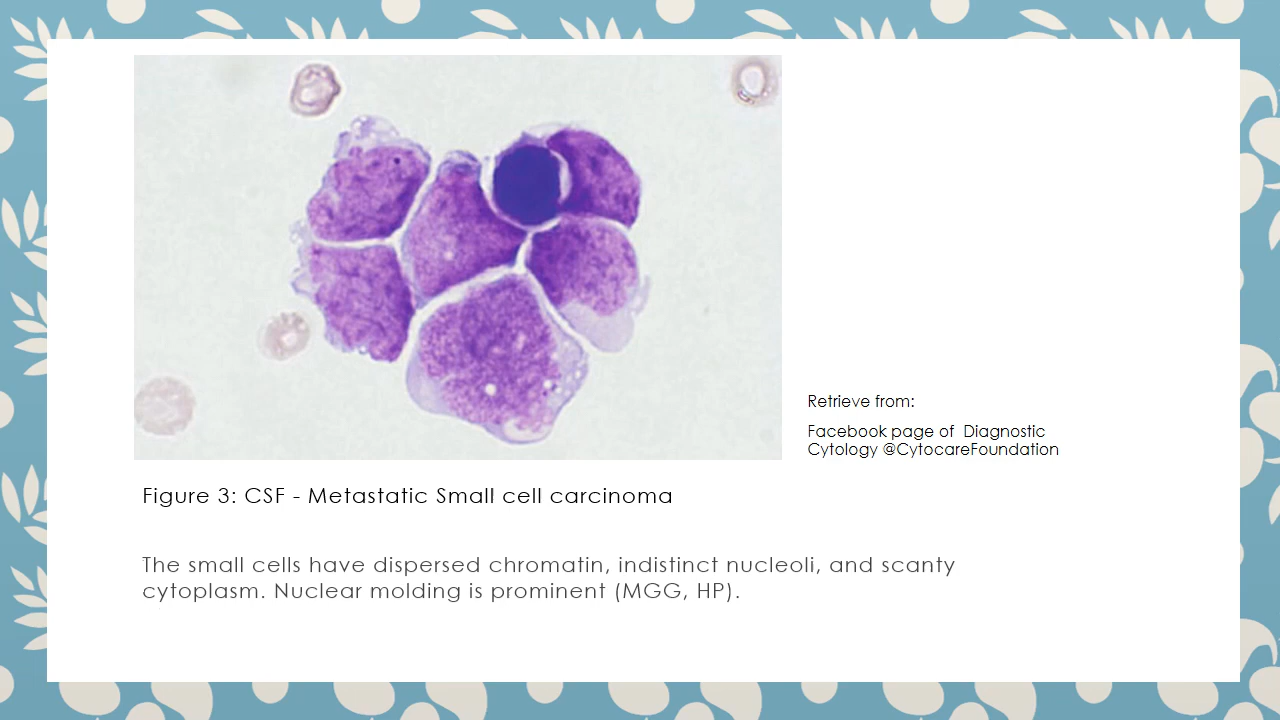 Retrieve from:
Facebook page of  Diagnostic
Cytology @CytocareFoundation
Figure 3: CSF - Metastatic Small cell carcinoma
The small cells have dispersed chromatin, indistinct nucleoli, and scanty
cytoplasm. Nuclear molding is prominent (MGG, HP).